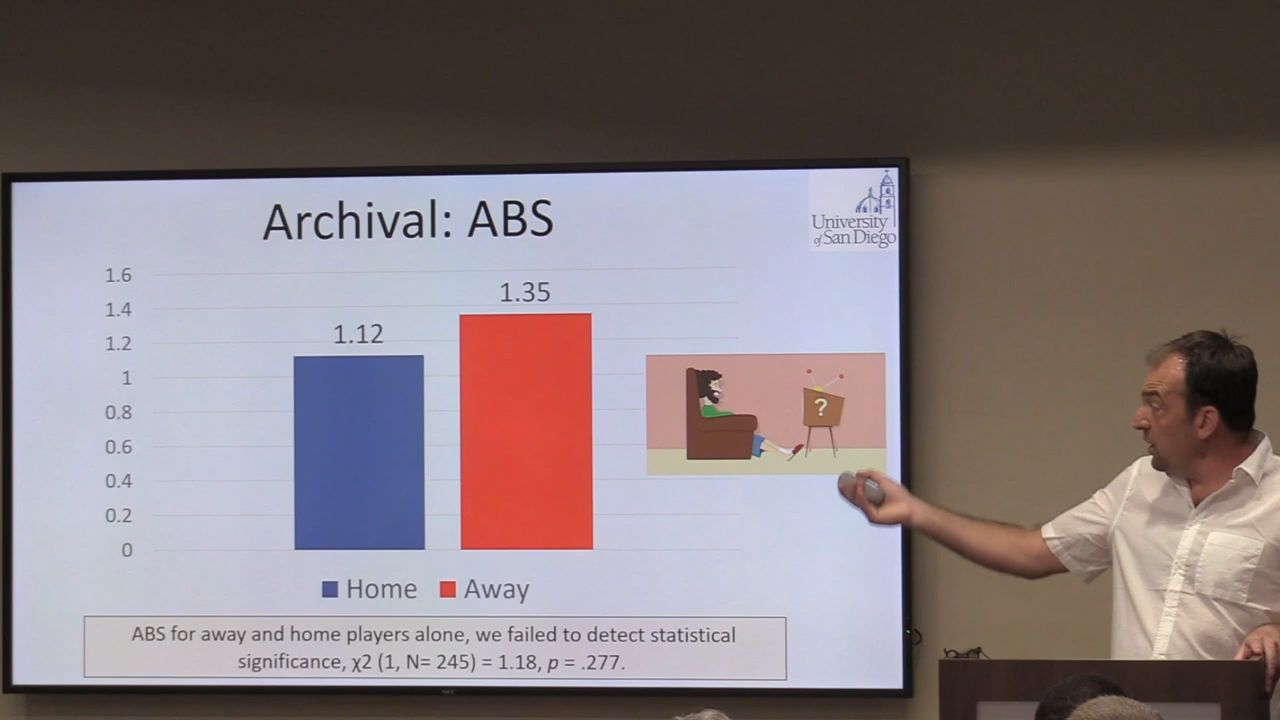 Archival: ABS
University
of San Diego
1.6
1.4
1.2
1
0.8
0.6
0.4
0.2
0
1.12
1.35
?
Home Away
ABS for away and home players alone, we failed to detect statistical
significance, χ2 (1, N= 245) = 1.18, p = .277.
NEC